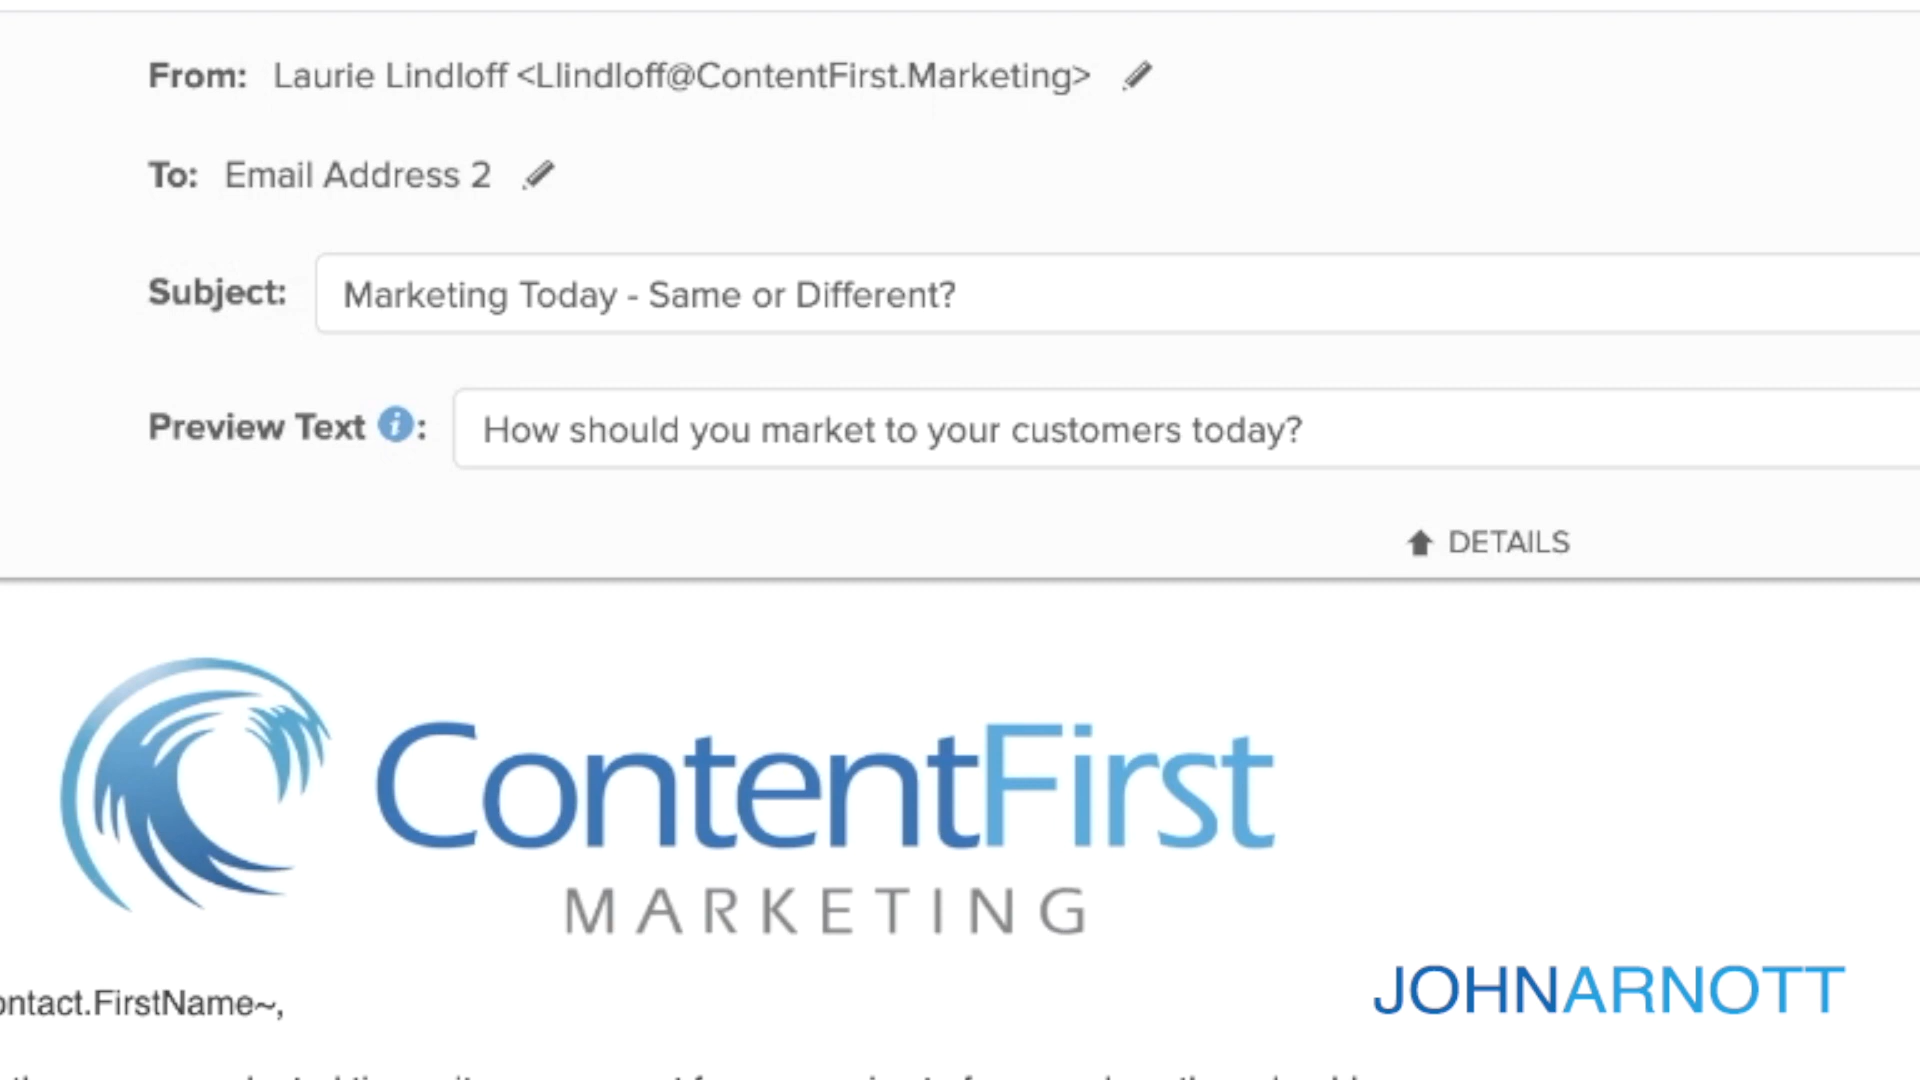 From: Laurie Lindloff <Llindloff@ContentFirst.Marketing>
To: Email Address 2
Subject: Marketing Today - Same or Different?
Preview Text i: How should you market to your customers today?
DETAILS
ContentFirst
MARKETING
ontact.FirstName~,
JOHNARNOTT